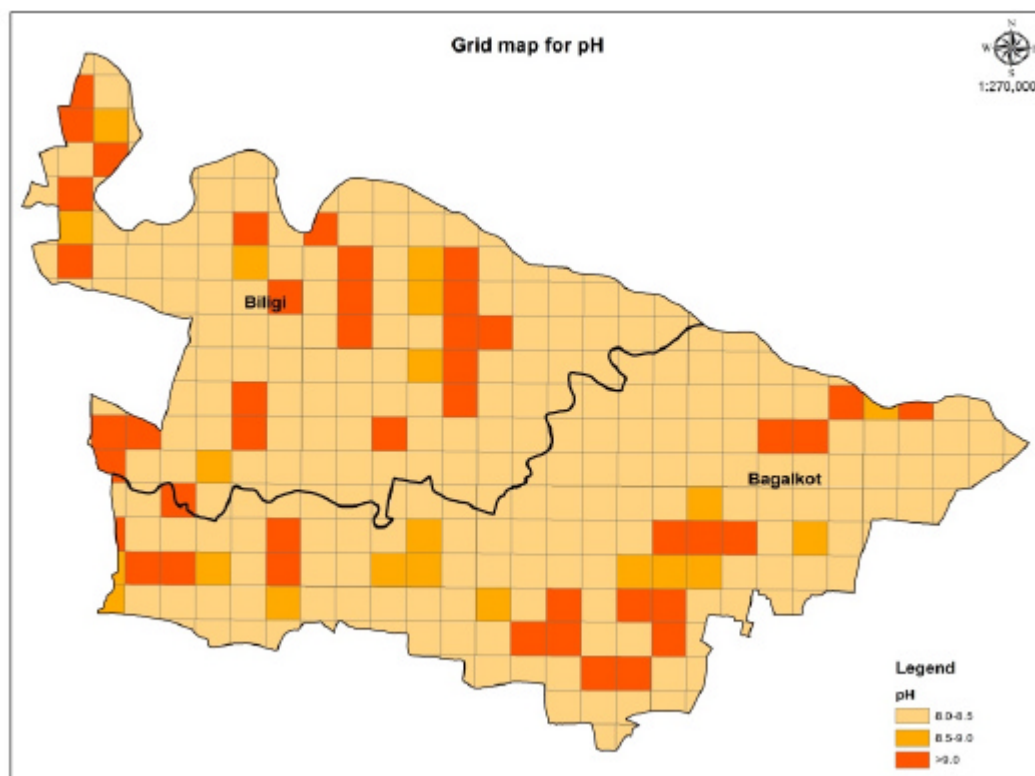 Grid map for pH
N
W
S
1:270,000
Biligi
Bagalkot
Legend
pH
8.0-8.5
8.5-9.0
>9.0